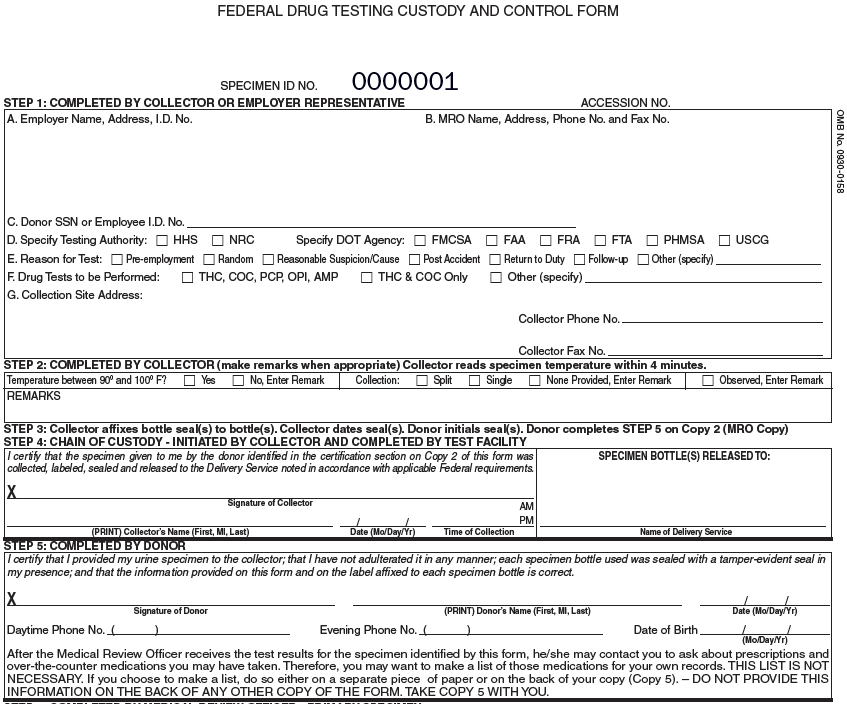 FEDERAL DRUG TESTING CUSTODY AND CONTROL FORM
SPECIMEN ID NO. 0000001
STEP 1: COMPLETED BY COLLECTOR OR EMPLOYER REPRESENTATIVE ACCESSION NO.
A. Employer Name, Address, I.D. No. B. MRO Name, Address, Phone No. and Fax No.
OMB No. 0930-0158
C. Donor SSN or Employee I.D. No.
D. Specify Testing Authority: HHS NRC Specify DOT Agency: FMCSA FAA FRA FTA PHMSA USCG
E. Reason for Test: Pre-employment Random Reasonable Suspicion/Cause Post Accident Return to Duty Follow-up Other (specify)
F. Drug Tests to be Performed: THC, COC, PCP, OPI, AMP THC & COC Only Other (specify)
G. Collection Site Address:
Collector Phone No.
Collector Fax No.
STEP 2: COMPLETED BY COLLECTOR (make remarks when appropriate) Collector reads specimen temperature within 4 minutes.
Temperature between 90º and 100º F? Yes No, Enter Remark Collection: Split Single None Provided, Enter Remark Observed, Enter Remark
REMARKS
STEP 3: Collector affixes bottle seal(s) to bottle(s). Collector dates seal(s). Donor initials seal(s). Donor completes STEP 5 on Copy 2 (MRO Copy)
STEP 4: CHAIN OF CUSTODY - INITIATED BY COLLECTOR AND COMPLETED BY TEST FACILITY
I certify that the specimen given to me by the donor identified in the certification section on Copy 2 of this form was
collected, labeled, sealed and released to the Delivery Service noted in accordance with applicable Federal requirements.
SPECIMEN BOTTLE(S) RELEASED TO:
X
Signature of Collector
AM
/ / PM
(PRINT) Collector's Name (First, MI, Last) Date (Mo/Day/Yr) Time of Collection Name of Delivery Service
STEP 5: COMPLETED BY DONOR
I certify that I provided my urine specimen to the collector; that I have not adulterated it in any manner; each specimen bottle used was sealed with a tamper-evident seal in
my presence; and that the information provided on this form and on the label affixed to each specimen bottle is correct.
X / /
Signature of Donor (PRINT) Donor's Name (First, MI, Last) Date (Mo/Day/Yr)
Daytime Phone No. ( ) Evening Phone No. ( ) Date of Birth / /
(Mo/Day/Yr)
After the Medical Review Officer receives the test results for the specimen identified by this form, he/she may contact you to ask about prescriptions and
over-the-counter medications you may have taken. Therefore, you may want to make a list of those medications for your own records. THIS LIST IS NOT
NECESSARY. If you choose to make a list, do so either on a separate piece of paper or on the back of your copy (Copy 5). – DO NOT PROVIDE THIS
INFORMATION ON THE BACK OF ANY OTHER COPY OF THE FORM. TAKE COPY 5 WITH YOU.